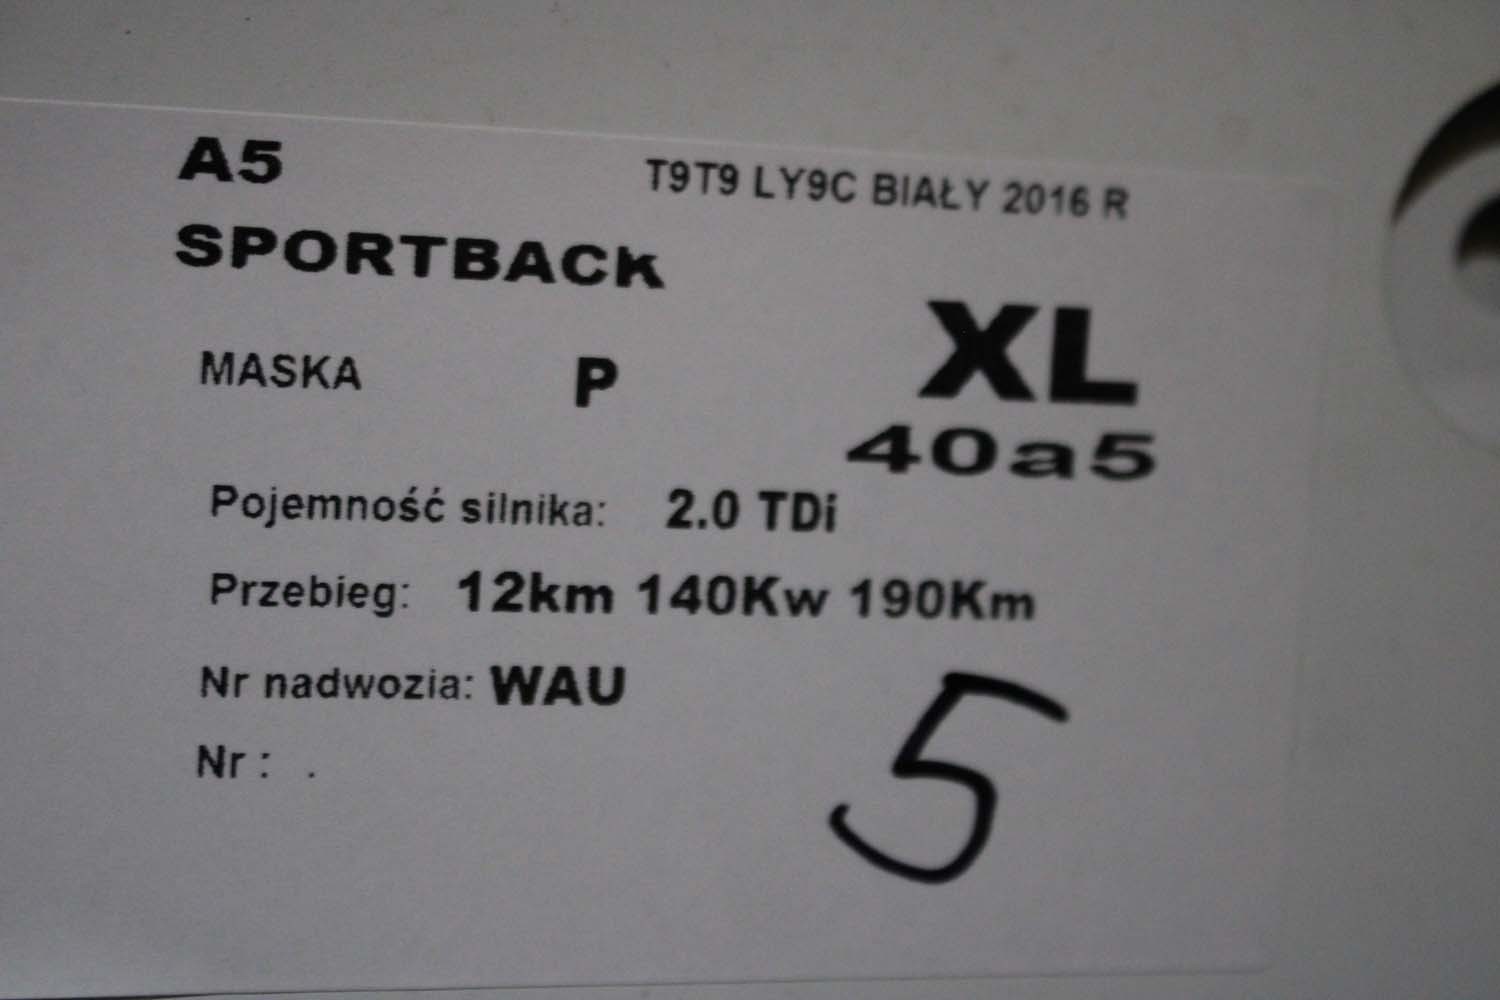 A5
T9T9 LY9C BIAŁY 2016 R
SPORTBACK
XL
MASKA P
40a5
Pojemność silnika: 2.0 TDi
Przebieg: 12km 140Kw 190Km
Nr nadwozia: WAU
Nr : .
5